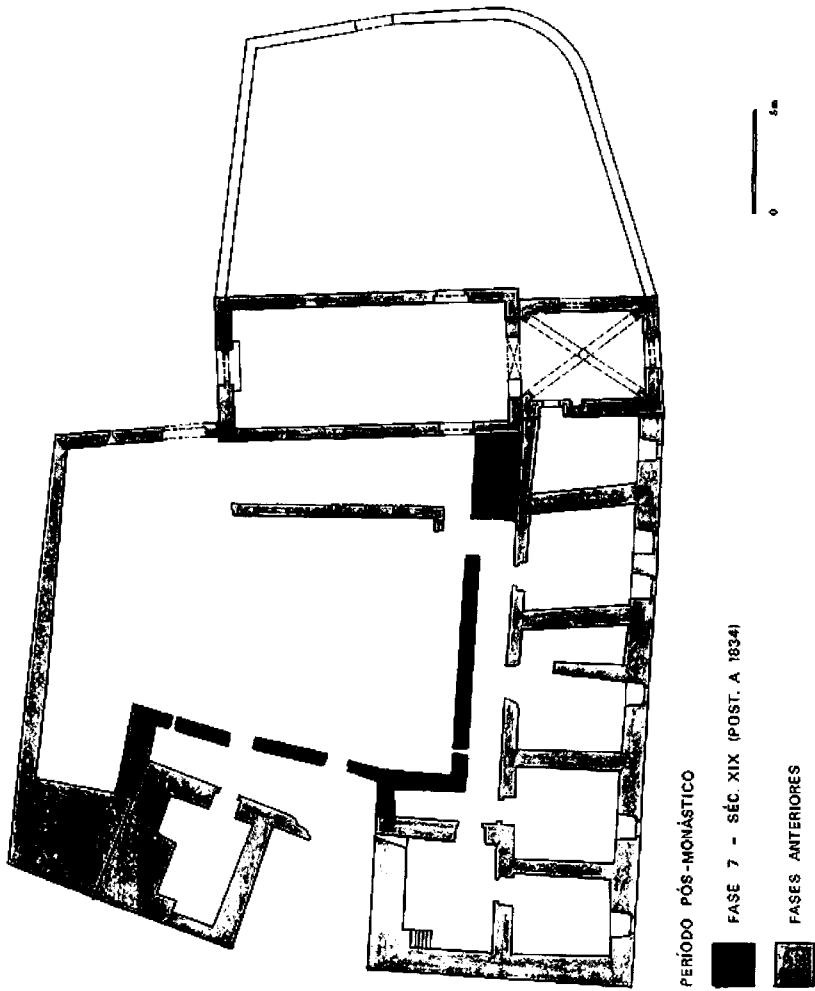 PERÍODO PÓS-MONÁSTICO
FASE 7 - SÉC. XIX (POST. A 1834)
FASES ANTERIORES
0 5m